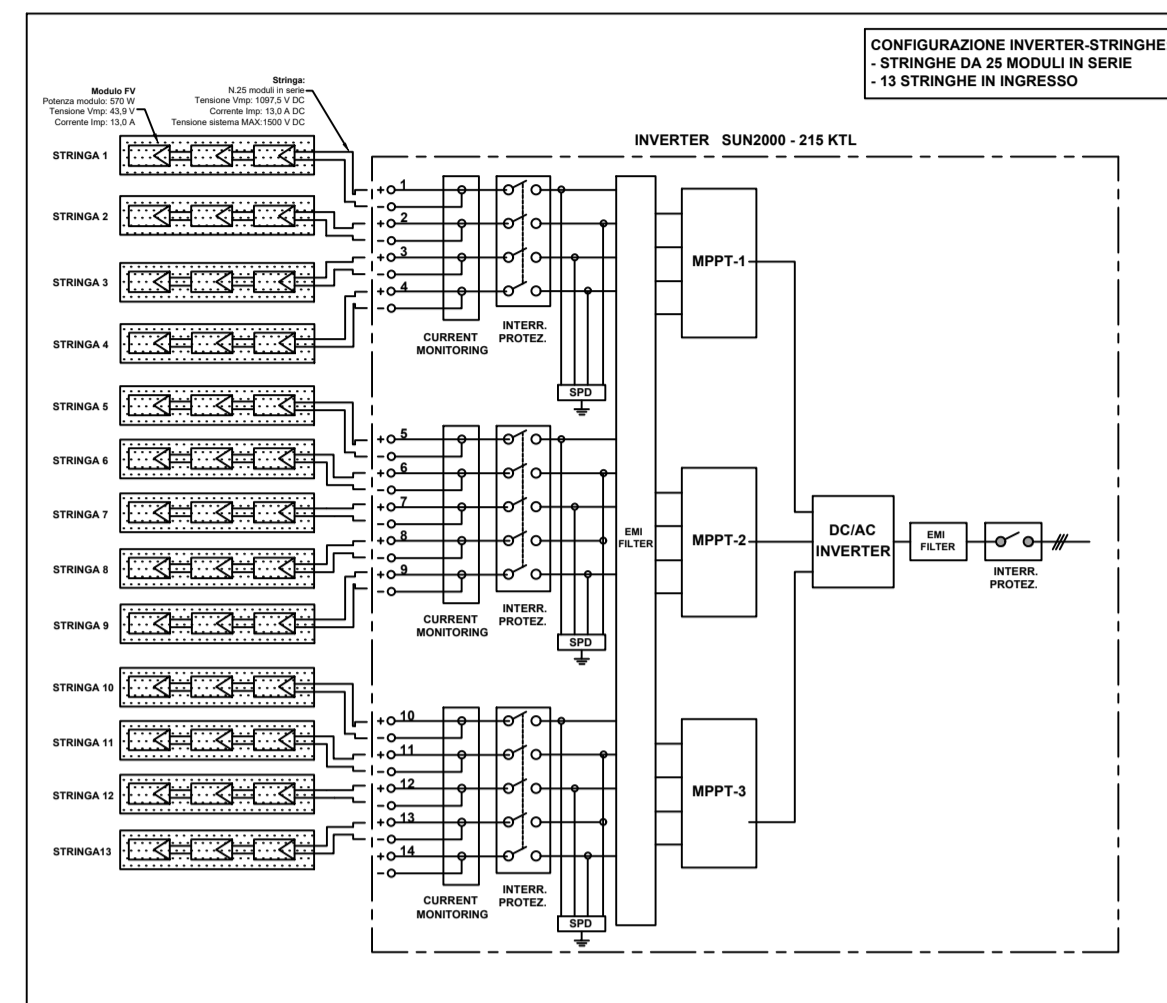 CONFIGURAZIONE INVERTER-STRINGHE
- STRINGHE DA 25 MODULI IN SERIE
- 13 STRINGHE IN INGRESSO
Modulo FV
Potenza modulo: 570 W
Tensione Vmp: 43,9 V
Corrente Imp: 13,0 A
Stringa:
N.25 moduli in serie
Tensione Vmp: 1097,5 V DC
Corrente Imp: 13,0 A DC
Tensione sistema MAX:1500 V DC
INVERTER SUN2000 - 215 KTL
STRINGA 1
STRINGA 2
STRINGA 3
STRINGA 4
STRINGA 5
STRINGA 6
STRINGA 7
STRINGA 8
STRINGA 9
STRINGA 10
STRINGA 11
STRINGA 12
STRINGA13
+ 1
-
+ 2
-
+ 3
-
+ 4
-
CURRENT
MONITORING
INTERR.
PROTEZ.
SPD
+ 5
-
+ 6
-
+ 7
-
+ 8
-
+ 9
-
CURRENT
MONITORING
INTERR.
PROTEZ.
SPD
+ 10
-
+ 11
-
+ 12
-
+ 13
-
+ 14
-
CURRENT
MONITORING
INTERR.
PROTEZ.
SPD
EMI
FILTER
MPPT-1
MPPT-2
MPPT-3
DC/AC
INVERTER
EMI
FILTER
INTERR.
PROTEZ.